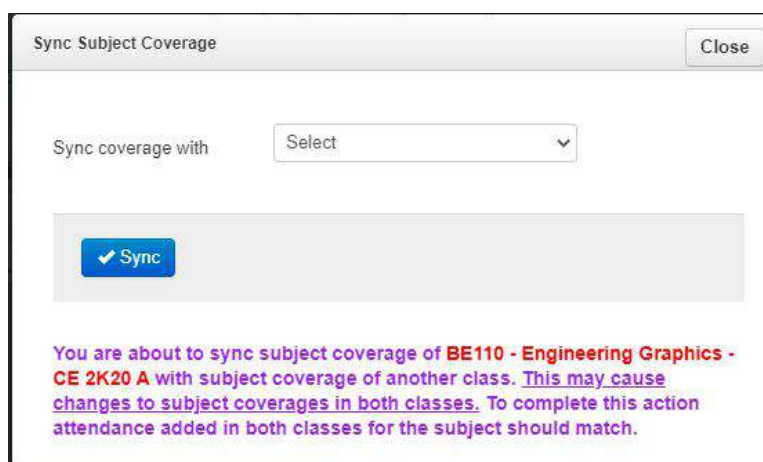 Sync Subject Coverage
Close
Sync coverage with
Select
Sync
You are about to sync subject coverage of BE110 - Engineering Graphics -
CE 2K20 A with subject coverage of another class. This may cause
changes to subject coverages in both classes. To complete this action
attendance added in both classes for the subject should match.